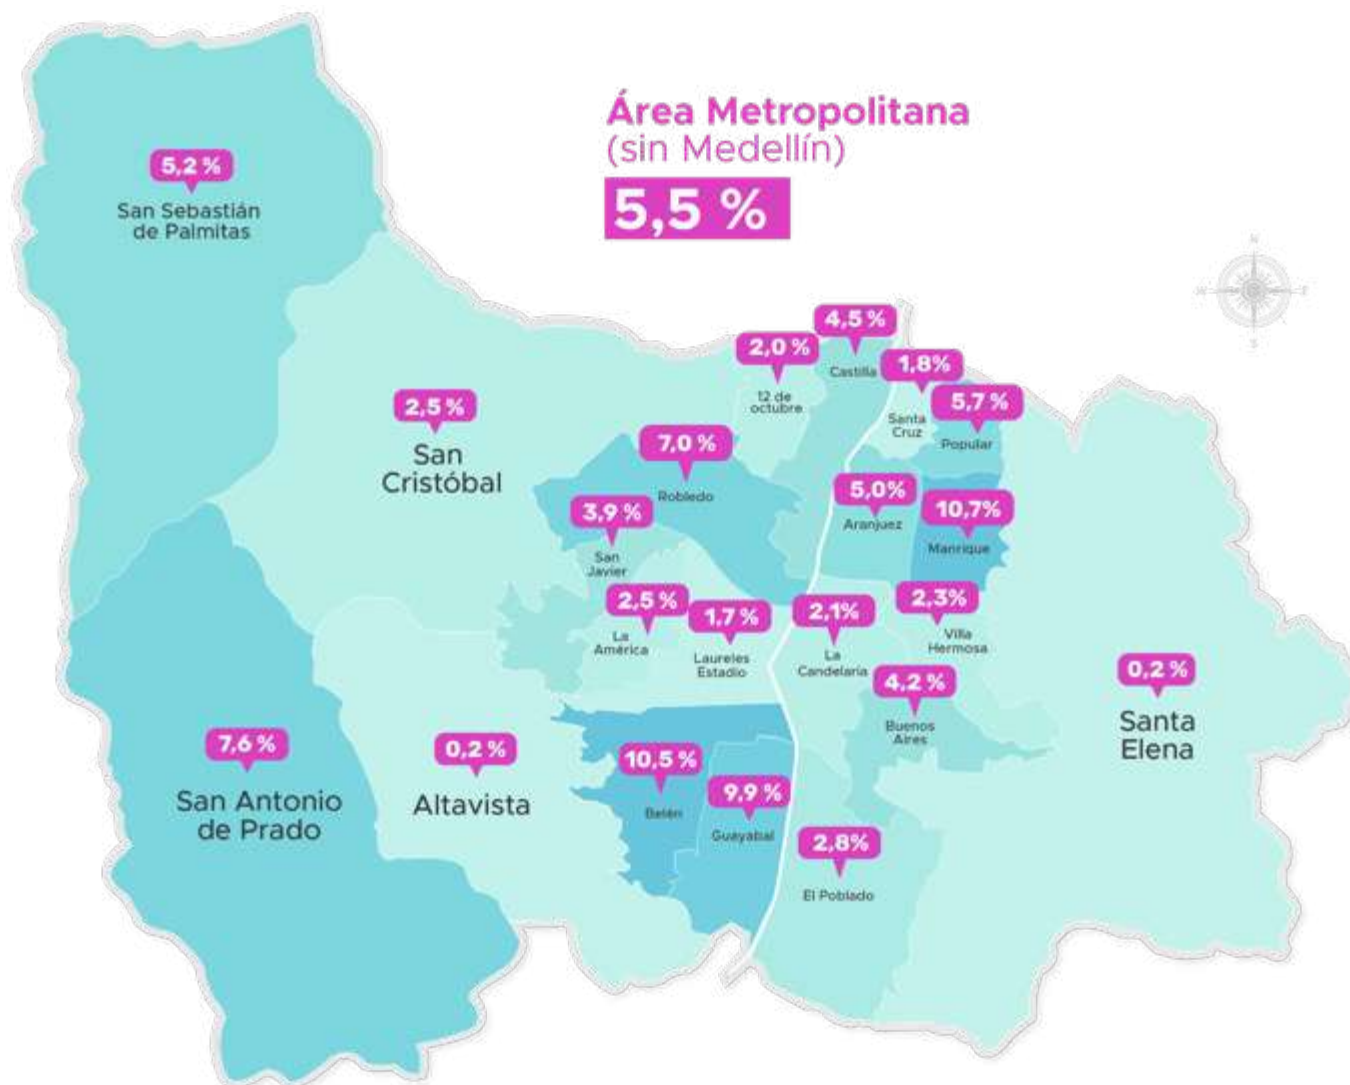 Área Metropolitana
(sin Medellín)
5,5 %
5,2 %
San Sebastián
de Palmitas
2,5 %
San
Cristóbal
7,6 %
San Antonio
de Prado
0,2 %
Altavista
4,5 %
Castilla
2,0 %
12 de
octubre
1,8%
Santa
Cruz
5,7 %
Popular
7,0 %
Robledo
5,0%
Aranjuez
10,7%
Manrique
3,9 %
San
Javier
2,5 %
La
América
1,7 %
Laureles
Estadio
2,1%
La
Candelaria
2,3%
Villa
Hermosa
4,2 %
Buenos
Aires
0,2 %
Santa
Elena
10,5 %
Belén
9,9 %
Guayabal
2,8%
El Poblado
N
W
E
S